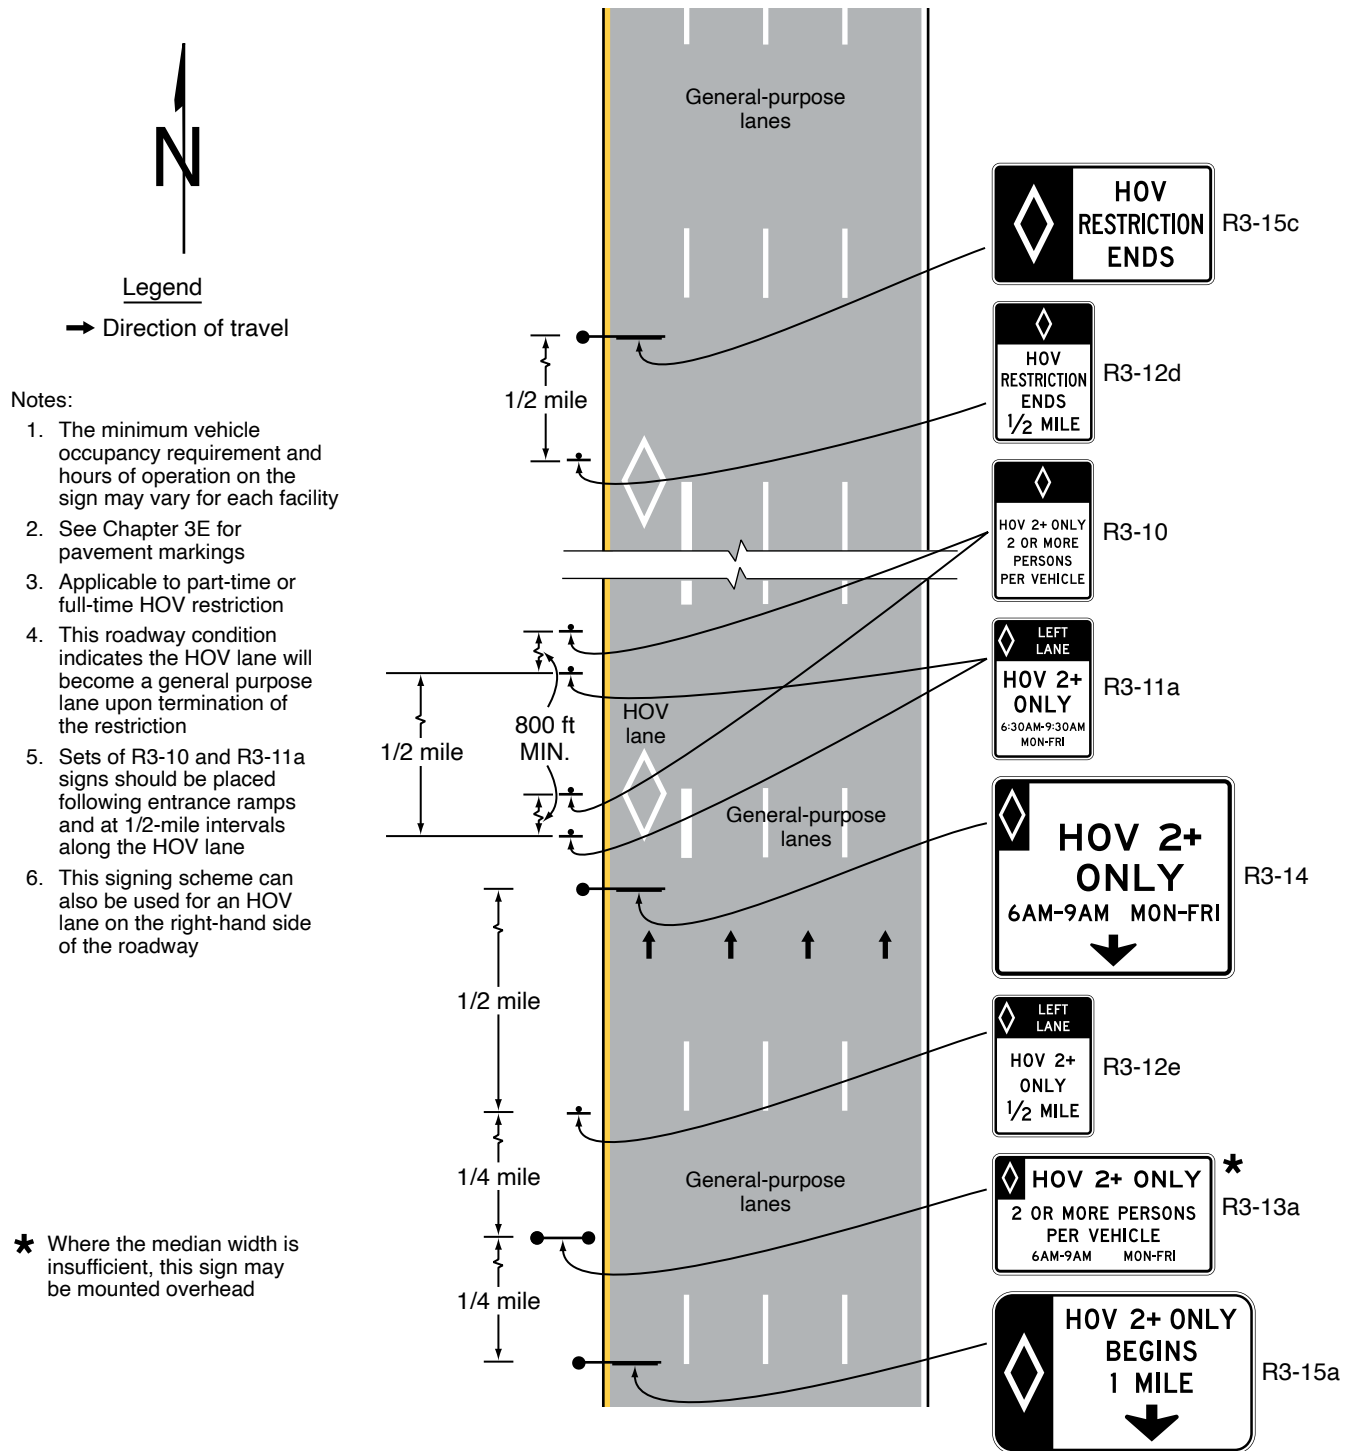 N
Legend
Direction of travel
Notes:
1. The minimum vehicle
occupancy requirement and
hours of operation on the
sign may vary for each facility
2. See Chapter 3E for
pavement markings
3. Applicable to part-time or
full-time HOV restriction
4. This roadway condition
indicates the HOV lane will
become a general purpose
lane upon termination of
the restriction
5. Sets of R3-10 and R3-11a
signs should be placed
following entrance ramps
and at 1/2-mile intervals
along the HOV lane
6. This signing scheme can
also be used for an HOV
lane on the right-hand side
of the roadway
* Where the median width is
insufficient, this sign may
be mounted overhead
1/2 mile
1/2 mile
800 ft
MIN.
1/2 mile
1/4 mile
1/4 mile
General-purpose
lanes
HOV
lane
General-purpose
lanes
General-purpose
lanes
HOV
RESTRICTION
ENDS
R3-15c
HOV
RESTRICTION
ENDS
1/2 MILE
R3-12d
HOV 2+ ONLY
2 OR MORE
PERSONS
PER VEHICLE
R3-10
LEFT
LANE
HOV 2+
ONLY
6:30AM-9:30AM
MON-FRI
R3-11a
HOV 2+
ONLY
6AM-9AM MON-FRI
R3-14
LEFT
LANE
HOV 2+
ONLY
1/2 MILE
R3-12e
HOV 2+ ONLY
2 OR MORE PERSONS
PER VEHICLE
6AM-9AM MON-FRI
*
R3-13a
HOV 2+ ONLY
BEGINS
1 MILE
R3-15a